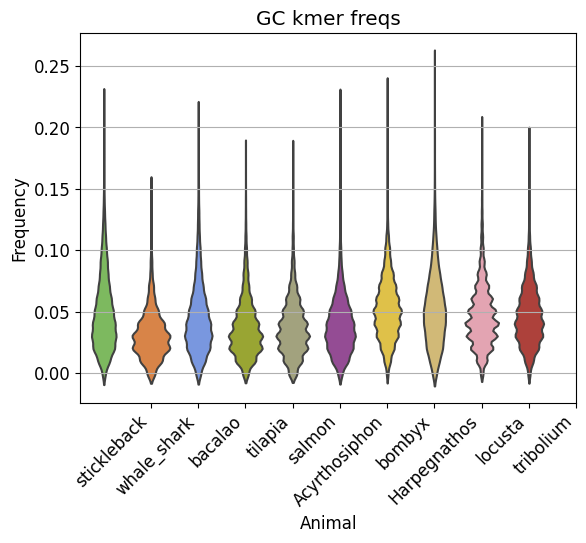 GC kmer freqs
Frequency
0.25
0.20
0.15
0.10
0.05
0.00
stickleback
whale_shark
bacalao
tilapia
salmon
Acyrthosiphon
bombyx
Harpegnathos
locusta
tribolium
Animal